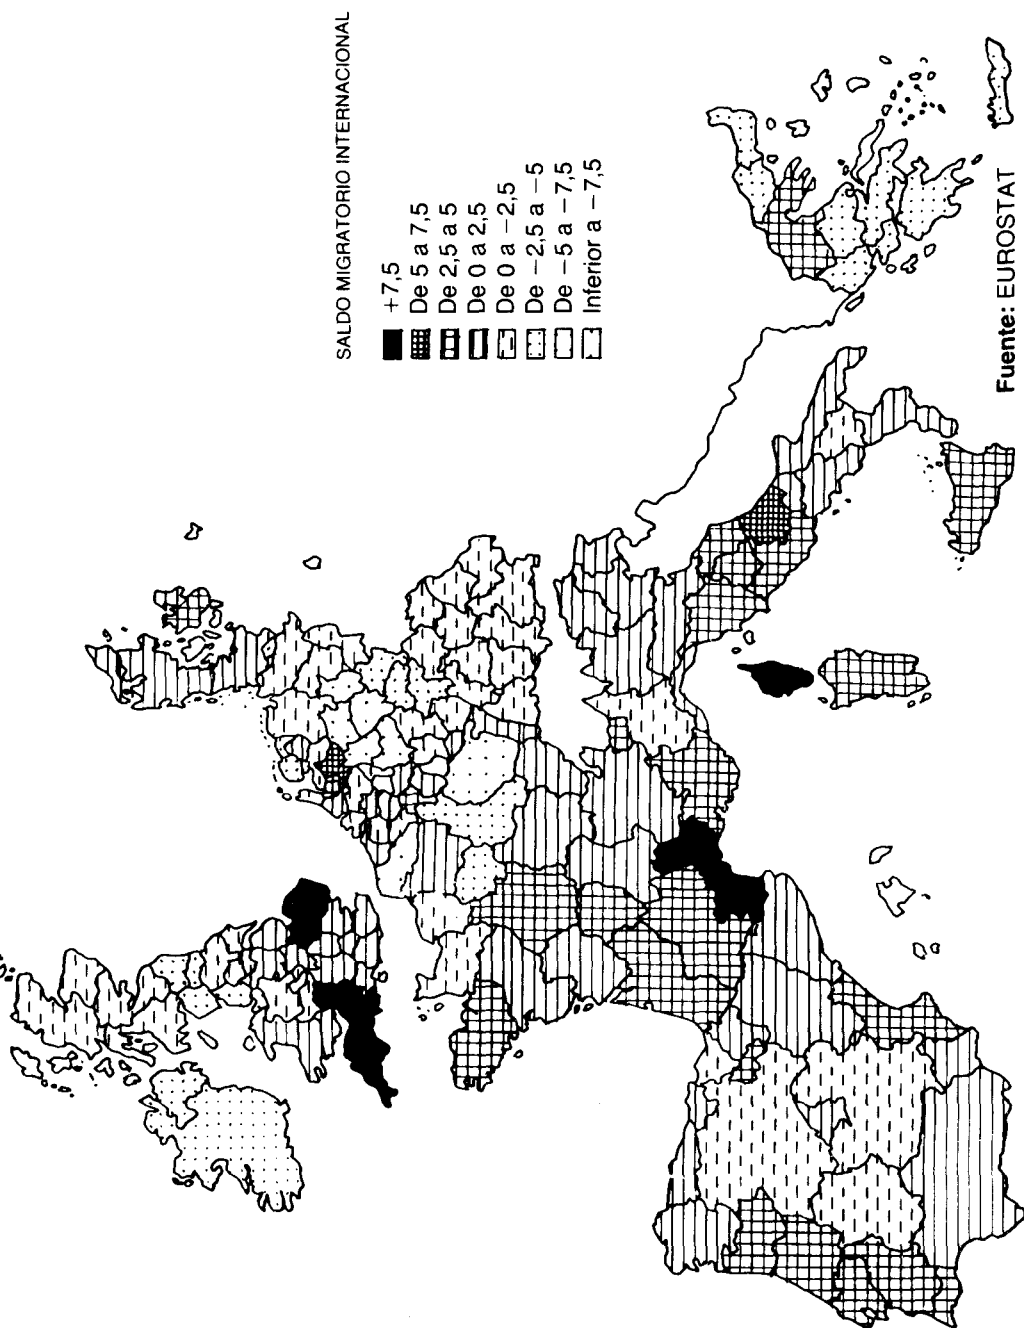 SALDO MIGRATORIO INTERNACIONAL
+7,5
De 5 a 7,5
De 2,5 a 5
De 0 a 2,5
De 0 a −2,5
De −2,5 a −5
De −5 a −7,5
Inferior a −7,5
Fuente: EUROSTAT